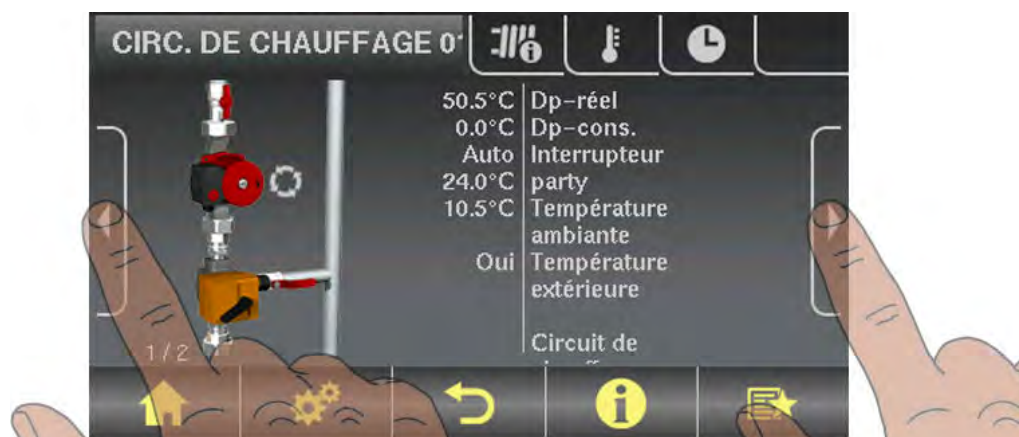 CIRC. DE CHAUFFAGE 01
50.5°C Dp-réel
0.0°C Dp-cons.
Auto Interrupteur
24.0°C party
10.5°C Température
ambiante
Oui Température
extérieure
Circuit de
1/2